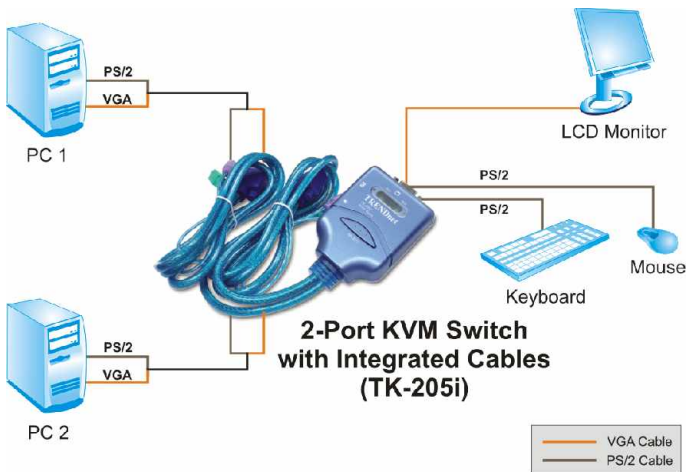 PS/2
VGA
PC 1
LCD Monitor
TRENDnet
PS/2
PS/2
Mouse
Keyboard
2-Port KVM Switch
with Integrated Cables
(TK-205i)
PS/2
VGA
PC 2
VGA Cable
PS/2 Cable